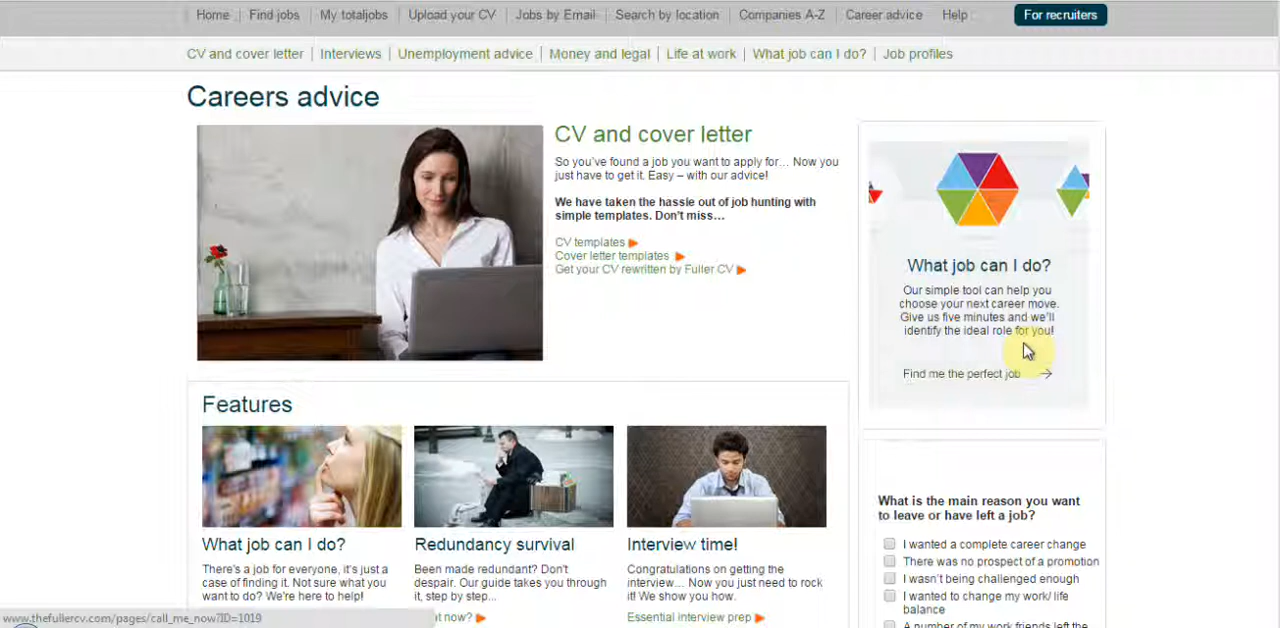 Home Find jobs My totaljobs Upload your CV Jobs by Email Search by location Companies A-Z Career advice Help For recruiters
CV and cover letter Interviews Unemployment advice Money and legal Life at work What job can I do? Job profiles
Careers advice
CV and cover letter
So you've found a job you want to apply for... Now you
just have to get it. Easy – with our advice!
We have taken the hassle out of job hunting with
simple templates. Don't miss...
CV templates
Cover letter templates
Get your CV rewritten by Fuller CV
What job can I do?
Our simple tool can help you
choose your next career move.
Give us five minutes and we'll
identify the ideal role for you!
Find me the perfect job
Features
What job can I do?
There's a job for everyone, it's just a
case of finding it. Not sure what you
want to do? We're here to help!
Redundancy survival
Been made redundant? Don't
despair. Our guide takes you through
it, step by step...
now?
Interview time!
Congratulations on getting the
interview... Now you just need to rock
it! We show you how.
Essential interview prep
What is the main reason you want
to leave or have left a job?
I wanted a complete career change
There was no prospect of a promotion
I wasn't being challenged enough
I wanted to change my work/ life
balance
A number of my work friends left the
www.thefullercv.com/pages/call_me_now?ID=1019